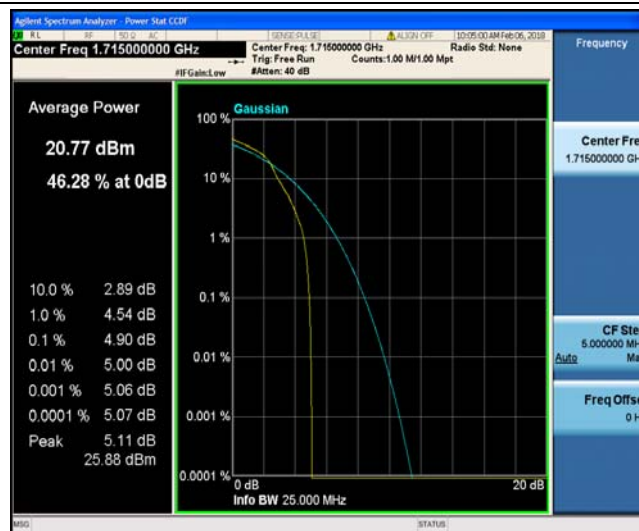 Agilent Spectrum Analyzer - Power Stat CCDF
RL RF 50 Ω AC SENSE:PULSE ALIGN OFF 10:05:00 AM Feb 06, 2018
Center Freq 1.715000000 GHz
Center Freq: 1.715000000 GHz Radio Std: None
Trig: Free Run Counts:1.00 M/1.00 Mpt
#IFGain:Low #Atten: 40 dB
Frequency
Average Power
20.77 dBm
46.28 % at 0dB
10.0 % 2.89 dB
1.0 % 4.54 dB
0.1 % 4.90 dB
0.01 % 5.00 dB
0.001 % 5.06 dB
0.0001 % 5.07 dB
Peak 5.11 dB
25.88 dBm
Gaussian
100 %
10 %
1 %
0.1 %
0.01 %
0.001 %
0.0001 %
0 dB 20 dB
Info BW 25.000 MHz
Center Fre
1.715000000 GH
CF Ste
5.000000 MH
Auto Ma
Freq Offse
0 H
MSG STATUS